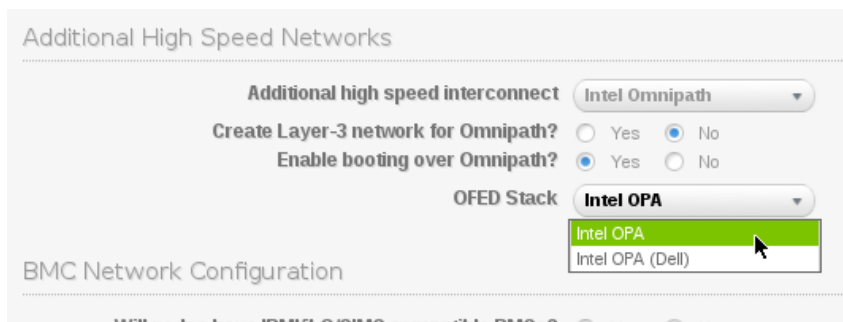 Additional High Speed Networks
Additional high speed interconnect Intel Omnipath
Create Layer-3 network for Omnipath? Yes No
Enable booting over Omnipath? Yes No
OFED Stack Intel OPA
Intel OPA
Intel OPA (Dell)
BMC Network Configuration